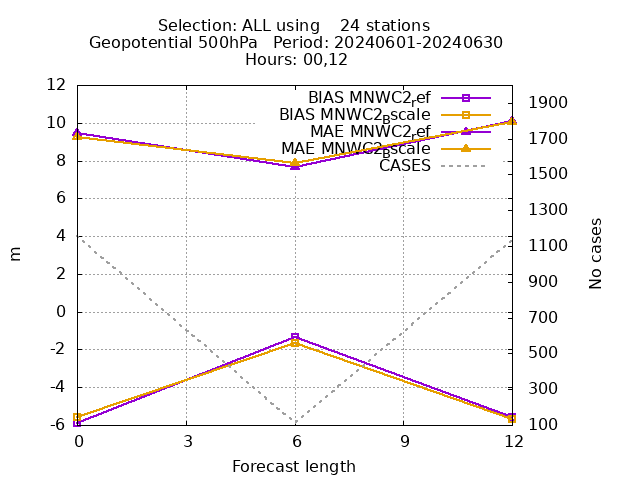 Selection: ALL using    24 stations
Geopotential 500hPa   Period: 20240601-20240630
Hours: 00,12
12
10
8
6
4
2
0
-2
-4
-6
m
BIAS MNWC2_ref
BIAS MNWC2_Bscale
MAE MNWC2_ref
MAE MNWC2_Bscale
CASES
1900
1700
1500
1300
1100
900
700
500
300
100
No cases
0 3 6 9 12
Forecast length